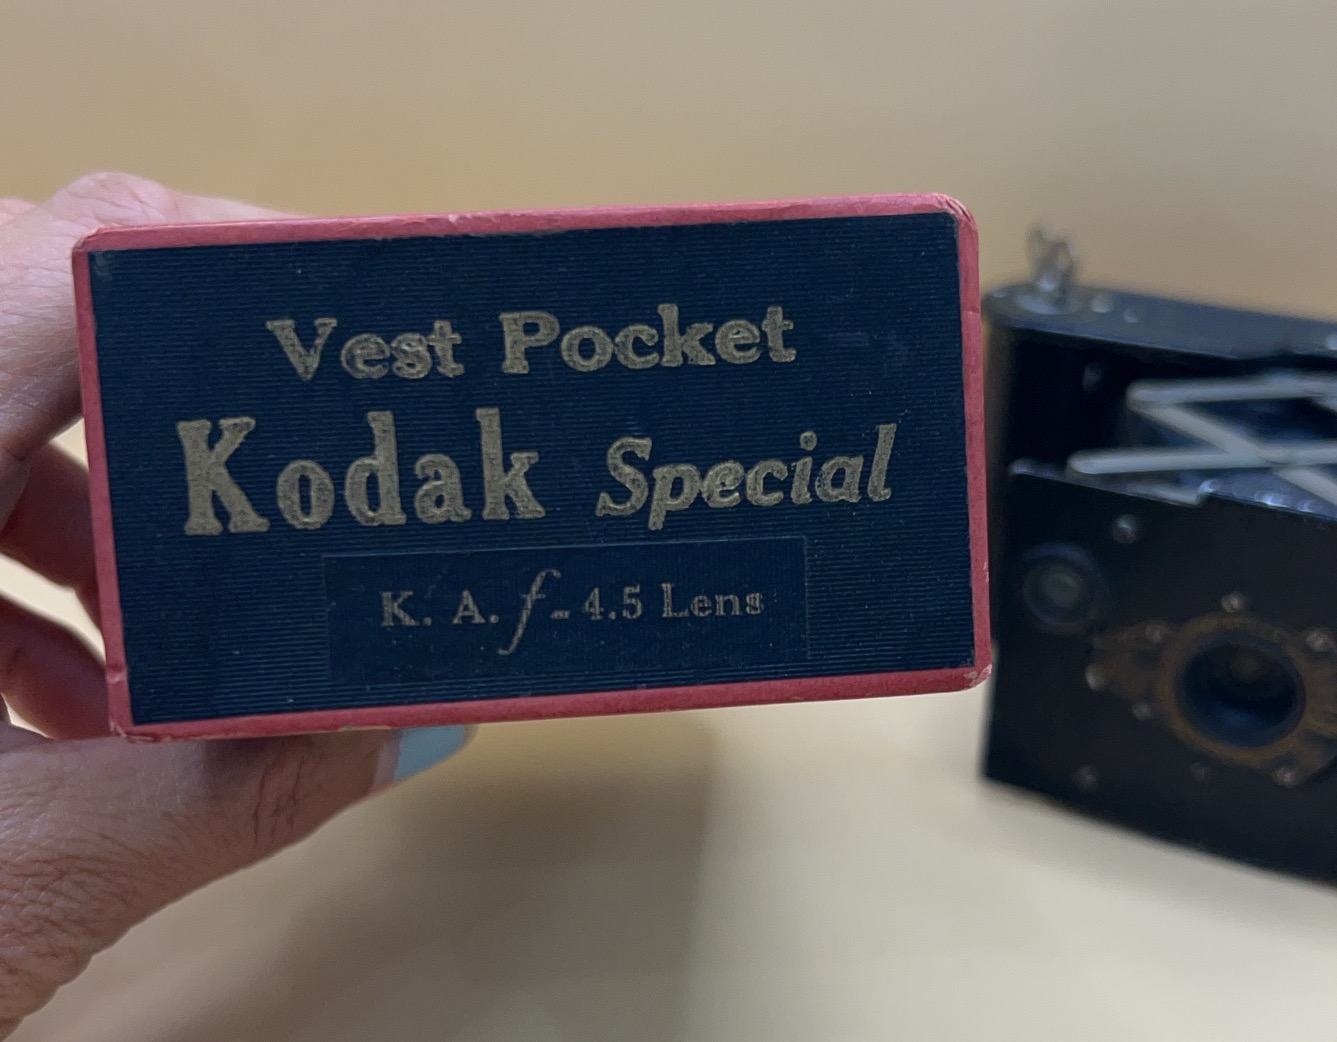 Vest Pocket
Kodak Special
K. A. f-4.5 Lens